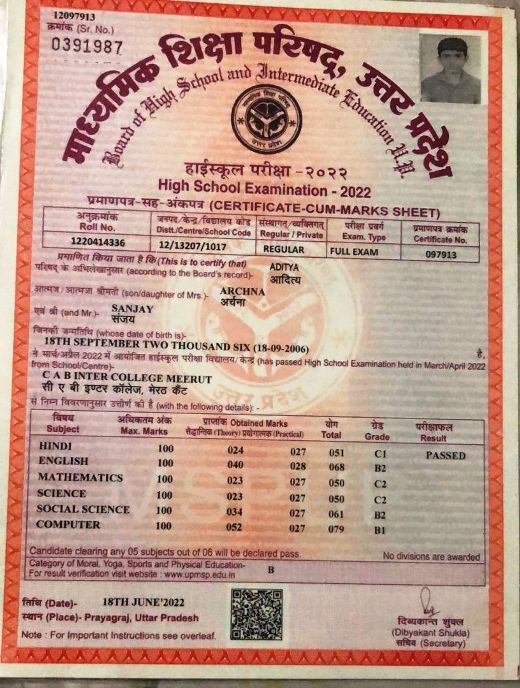 12097913
क्रमांक (Sr. No.)
0391987
माध्यमिक शिक्षा परिषद्, उत्तर प्रदेश
Board of High School and Intermediate Education U.P.
हाईस्कूल परीक्षा -२०२२
High School Examination - 2022
प्रमाणपत्र-सह-अंकपत्र (CERTIFICATE-CUM-MARKS SHEET)
अनुक्रमांक जनपद/केन्द्र/विद्यालय कोड संस्थागत/व्यक्तिगत परीक्षा प्रवर्ग प्रमाणपत्र क्रमांक
Roll No. Distt./Centre/School Code Regular / Private Exam. Type Certificate No.
1220414336 12/13207/1017 REGULAR FULL EXAM 097913
प्रमाणित किया जाता है कि(This is to certify that) ADITYA
परिषद् के अभिलेखानुसार (according to the Board's record)- आदित्य
आत्मज/आत्मजा श्रीमती (son/daughter of Mrs.)- ARCHNA
अर्चना
एवं श्री (and Mr.)- SANJAY
संजय
जिनकी जन्मतिथि (whose date of birth is)-
18TH SEPTEMBER TWO THOUSAND SIX (18-09-2006) है,
ने मार्च/अप्रैल 2022 में आयोजित हाईस्कूल परीक्षा विद्यालय/केन्द्र (has passed High School Examination held in March/April 2022
from School/Centre)-
C A B INTER COLLEGE MEERUT
सी ए बी इण्टर कॉलेज, मेरठ कैंट
से निम्न विवरणानुसार उत्तीर्ण की है (with the following details): -
विषय अधिकतम अंक प्राप्तांक Obtained Marks योग ग्रेड परीक्षाफल
Subject Max. Marks सैद्धान्तिक (Theory) प्रयोगात्मक (Practical) Total Grade Result
HINDI 100 024 027 051 C1 PASSED
ENGLISH 100 040 028 068 B2
MATHEMATICS 100 023 027 050 C2
SCIENCE 100 023 027 050 C2
SOCIAL SCIENCE 100 034 027 061 B2
COMPUTER 100 052 027 079 B1
Candidate clearing any 05 subjects out of 06 will be declared pass. No divisions are awarded
Category of Moral, Yoga, Sports and Physical Education- B
For result verification visit website : www.upmsp.edu.in
तिथि (Date)- 18TH JUNE'2022
स्थान (Place)- Prayagraj, Uttar Pradesh
दिब्यकान्त शुक्ल
(Dibyakant Shukla)
सचिव (Secretary)
Note : For Important Instructions see overleaf.